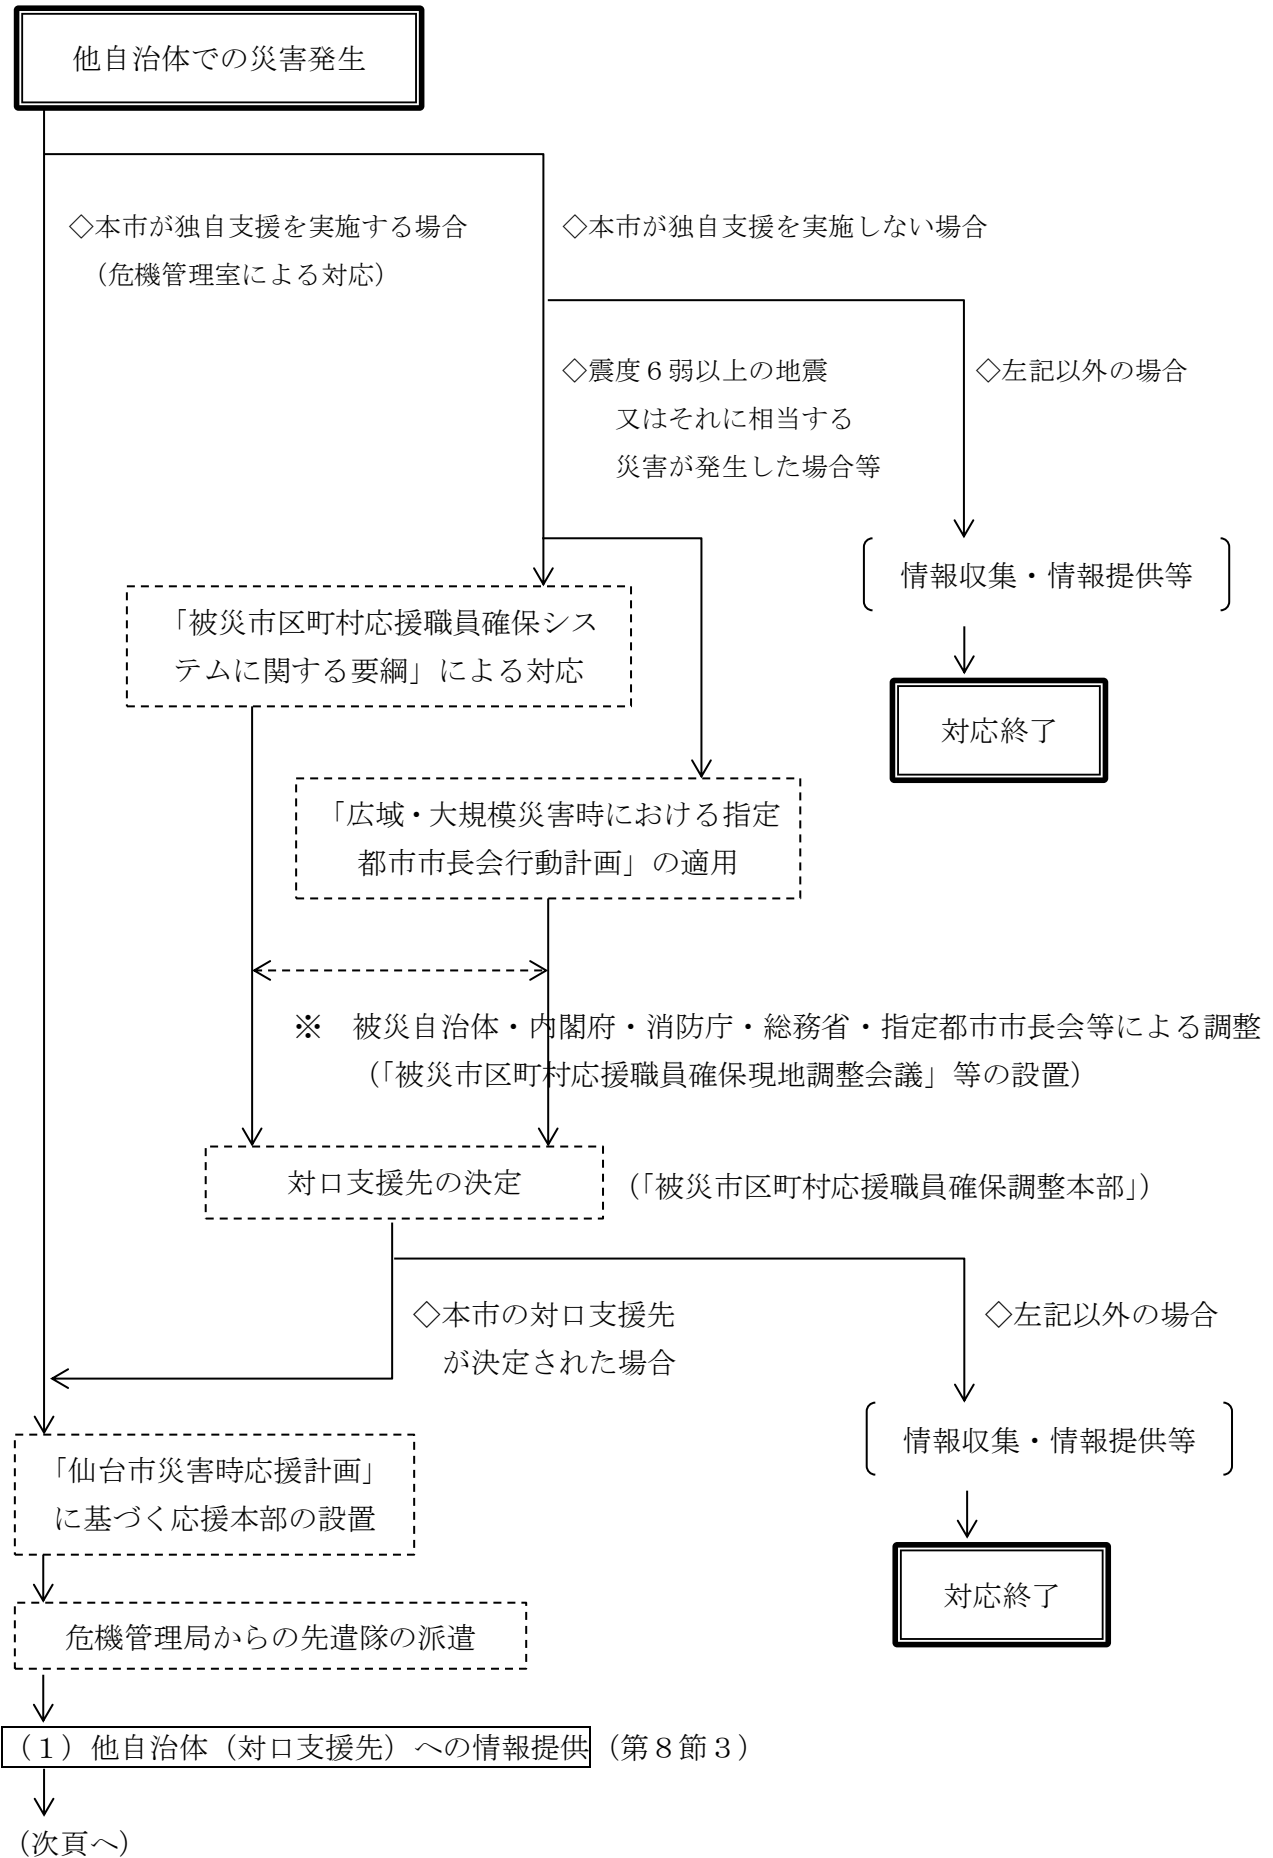 他自治体での災害発生
◇本市が独自支援を実施する場合
(危機管理室による対応)
◇本市が独自支援を実施しない場合
◇震度６弱以上の地震
又はそれに相当する
災害が発生した場合等
◇左記以外の場合
情報収集・情報提供等
対応終了
「被災市区町村応援職員確保シス
テムに関する要綱」による対応
「広域・大規模災害時における指定
都市市長会行動計画」の適用
※　被災自治体・内閣府・消防庁・総務省・指定都市市長会等による調整
(「被災市区町村応援職員確保現地調整会議」等の設置)
対口支援先の決定
(「被災市区町村応援職員確保調整本部」)
◇本市の対口支援先
が決定された場合
◇左記以外の場合
情報収集・情報提供等
対応終了
「仙台市災害時応援計画」
に基づく応援本部の設置
危機管理局からの先遣隊の派遣
（１）他自治体（対口支援先）への情報提供（第８節３）
(次頁へ)